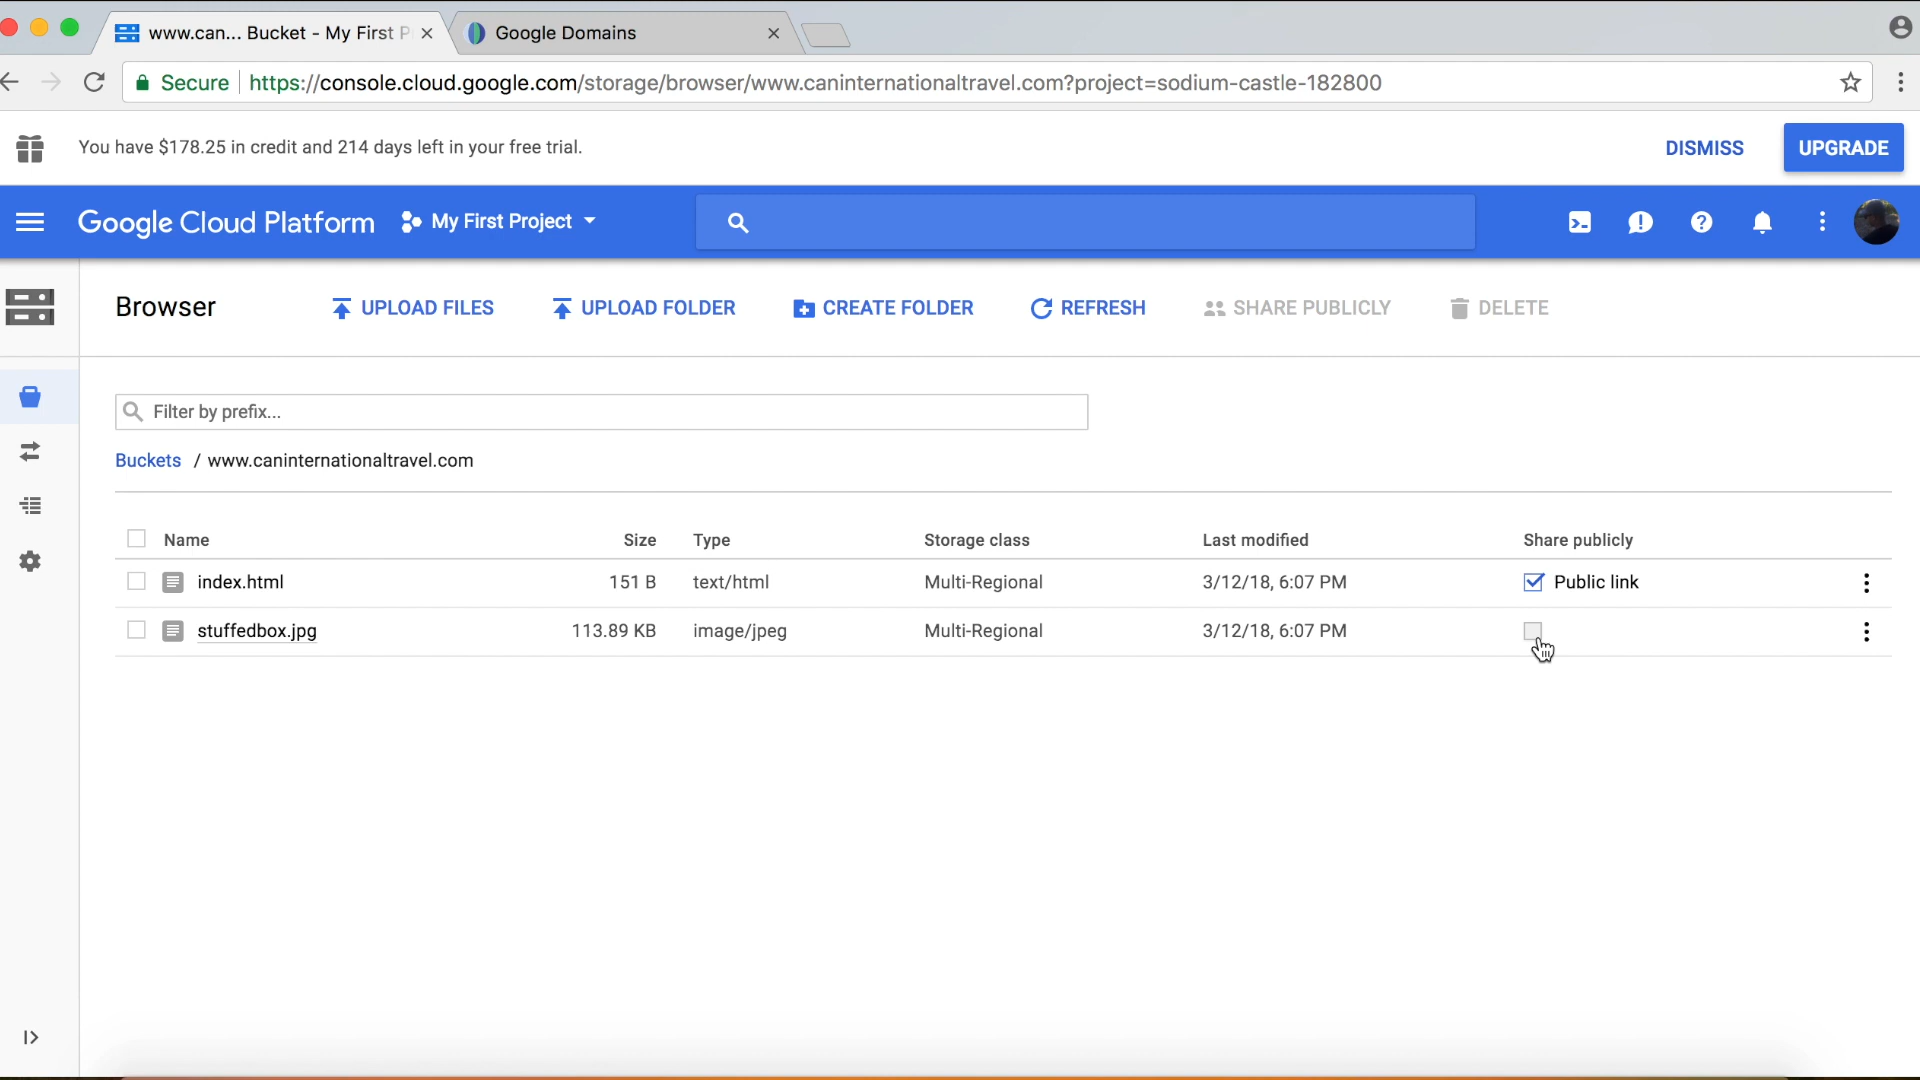 www.can... Bucket - My First P
Google Domains
Secure https://console.cloud.google.com/storage/browser/www.caninternationaltravel.com?project=sodium-castle-182800
You have $178.25 in credit and 214 days left in your free trial.
DISMISS
UPGRADE
Google Cloud Platform
My First Project
Browser
UPLOAD FILES
UPLOAD FOLDER
CREATE FOLDER
REFRESH
SHARE PUBLICLY
DELETE
Filter by prefix...
Buckets / www.caninternationaltravel.com
Name Size Type Storage class Last modified Share publicly
index.html 151 B text/html Multi-Regional 3/12/18, 6:07 PM Public link
stuffedbox.jpg 113.89 KB image/jpeg Multi-Regional 3/12/18, 6:07 PM